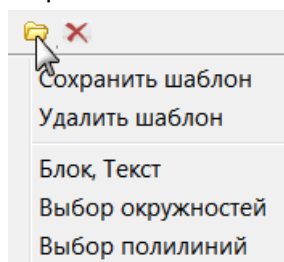 Сохранить шаблон
Удалить шаблон
Блок, Текст
Выбор окружностей
Выбор полилиний